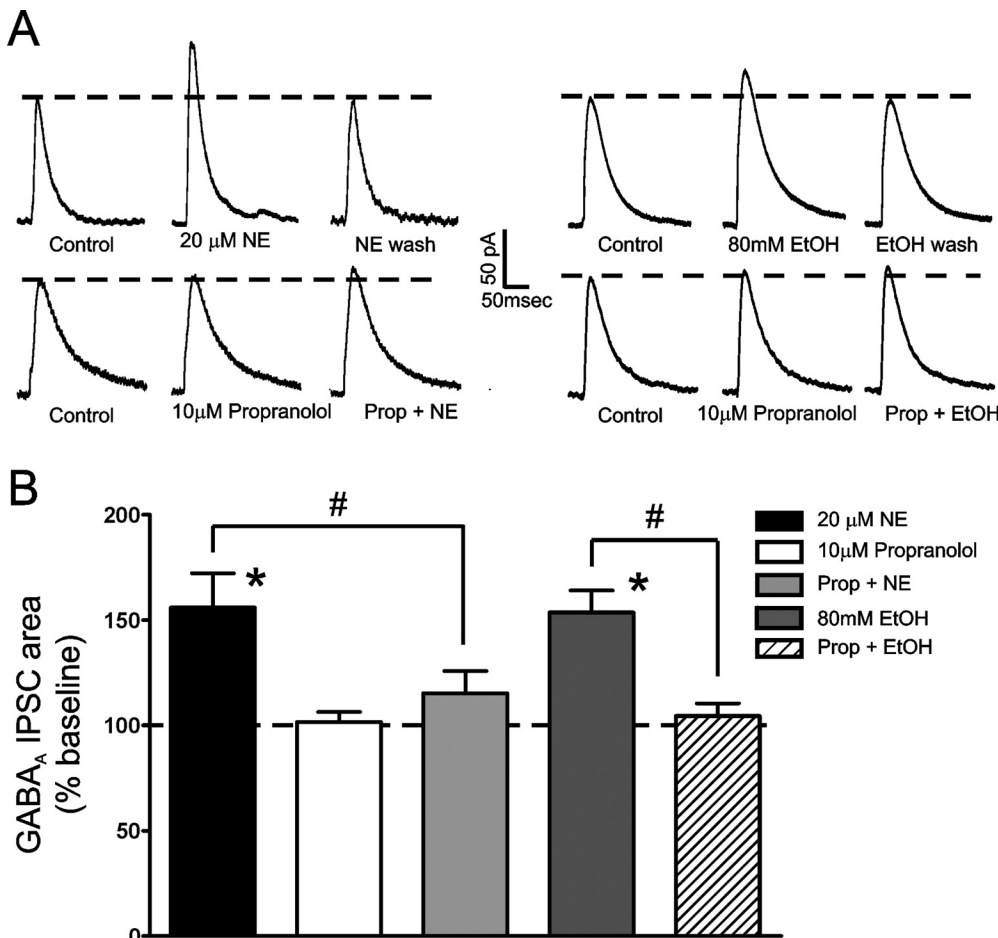 A
Control
20 μM NE
NE wash
Control
80mM EtOH
EtOH wash
50 pA
50msec
Control
10μM Propranolol
Prop + NE
Control
10μM Propranolol
Prop + EtOH
B
GABAA IPSC area
(% baseline)
200
150
100
50
0
#
#
*
*
20 μM NE
10μM Propranolol
Prop + NE
80mM EtOH
Prop + EtOH